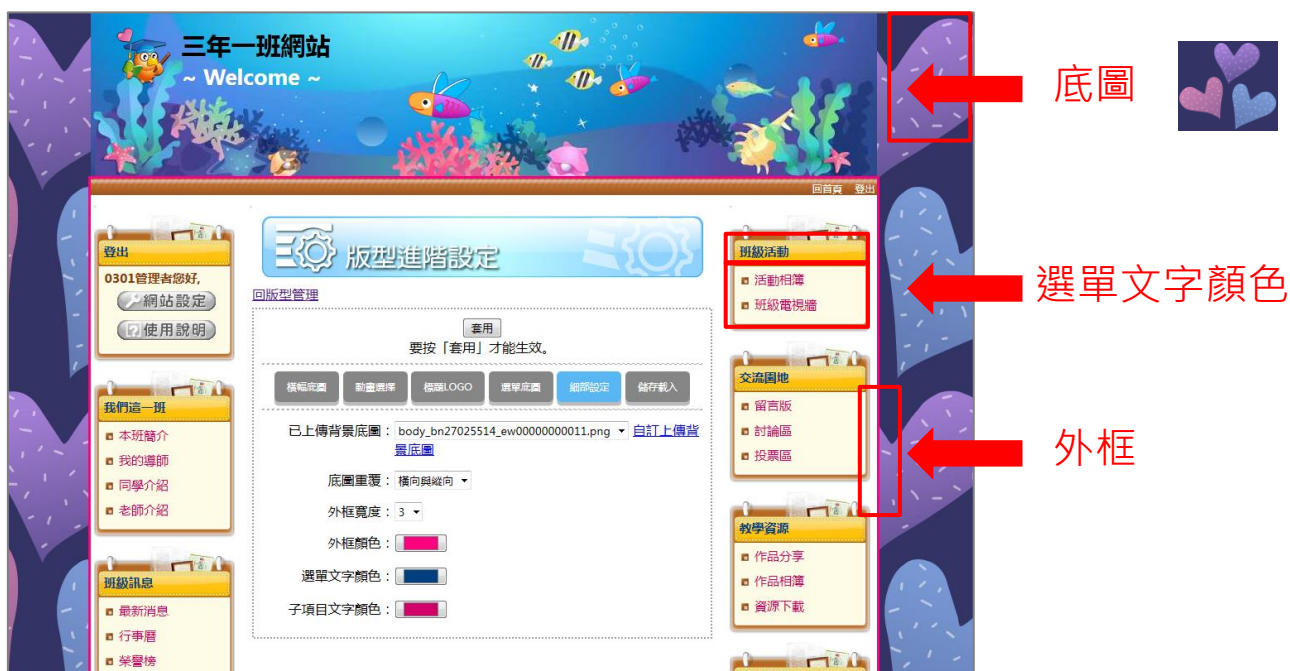 三年一班網站
~ Welcome ~
回首頁 登出
登出
0301管理者您好,
網站設定
使用說明
我們這一班
本班簡介
我的導師
同學介紹
老師介紹
班級訊息
最新消息
行事曆
榮譽榜
版型進階設定
回版型管理
套用
要按「套用」才能生效。
橫幅底圖 動畫選擇 標題LOGO 選單底圖 細部設定 儲存載入
已上傳背景底圖： body_bn27025514_ew00000000011.png 自訂上傳背
景底圖
底圖重覆： 橫向與縱向
外框寬度： 3
外框顏色：
選單文字顏色：
子項目文字顏色：
班級活動
活動相簿
班級電視牆
交流園地
留言版
討論區
投票區
教學資源
作品分享
作品相簿
資源下載
底圖
選單文字顏色
外框